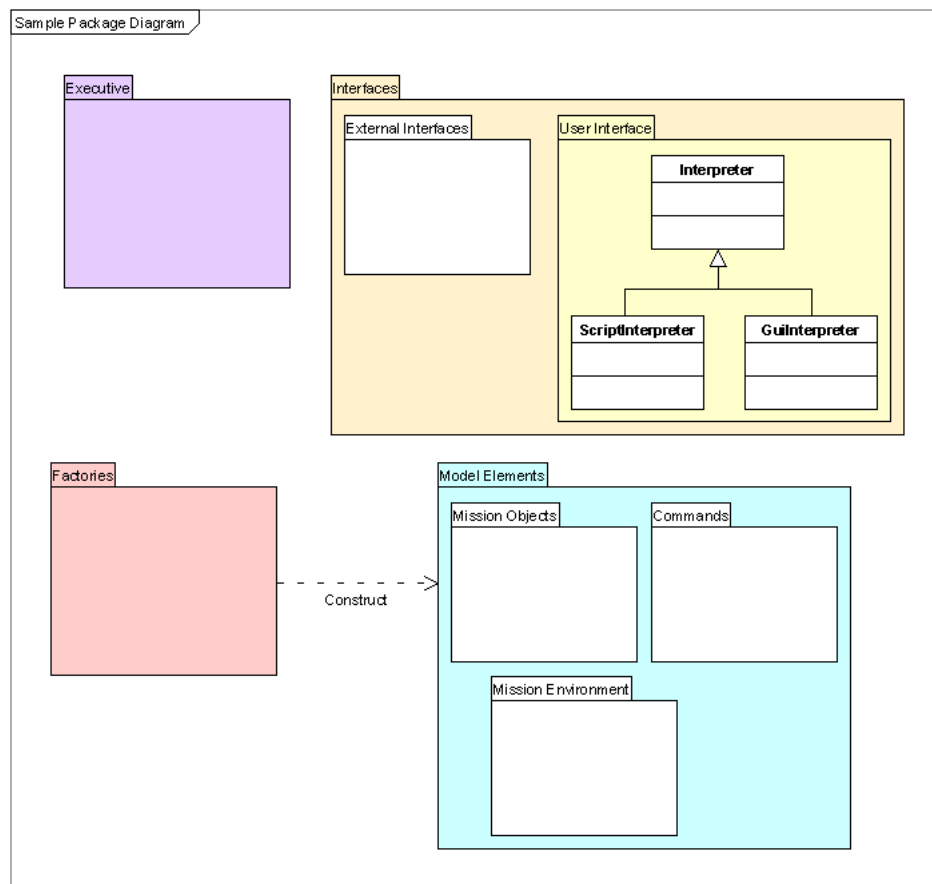 Sample Package Diagram
Executive
Interfaces
External Interfaces
User Interface
Interpreter
ScriptInterpreter
GuiInterpreter
Factories
Model Elements
Mission Objects
Commands
Construct
Mission Environment